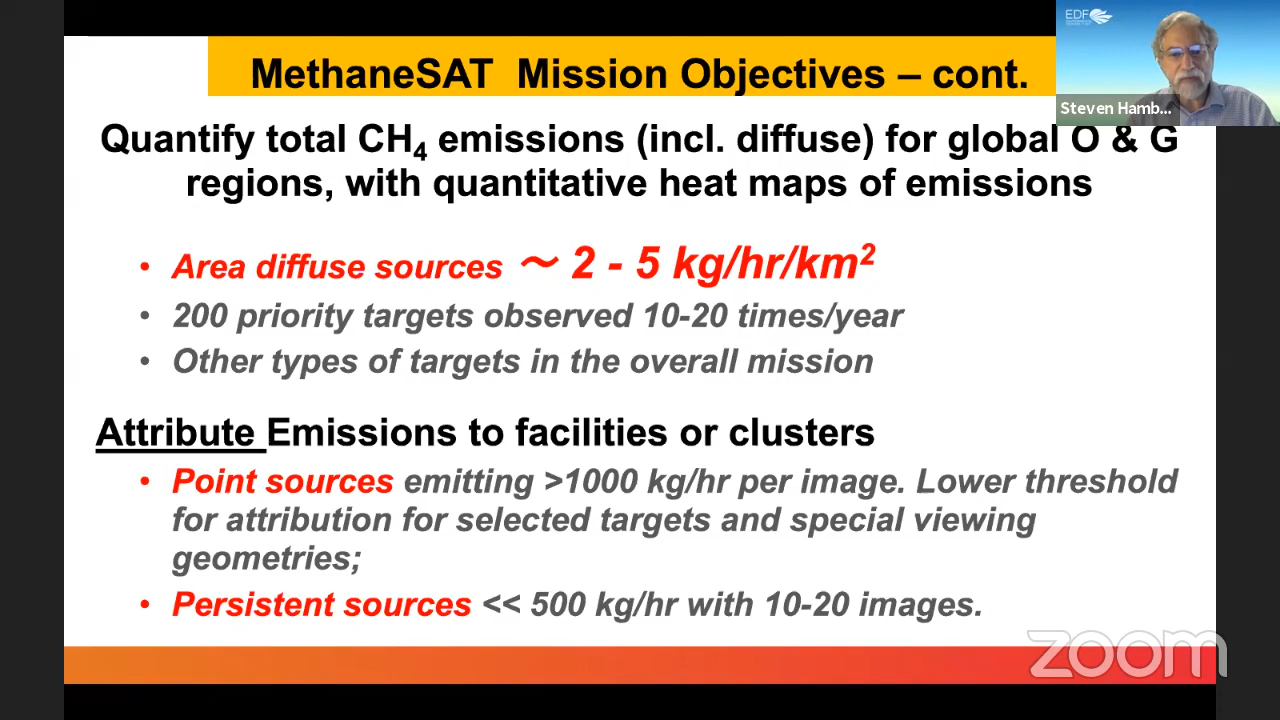 MethaneSAT Mission Objectives – cont.
EDF
Steven Hamb...
Quantify total CH₄ emissions (incl. diffuse) for global O & G
regions, with quantitative heat maps of emissions
• Area diffuse sources ~ 2 - 5 kg/hr/km²
• 200 priority targets observed 10-20 times/year
• Other types of targets in the overall mission
Attribute Emissions to facilities or clusters
• Point sources emitting >1000 kg/hr per image. Lower threshold
for attribution for selected targets and special viewing
geometries;
• Persistent sources << 500 kg/hr with 10-20 images.
zoom